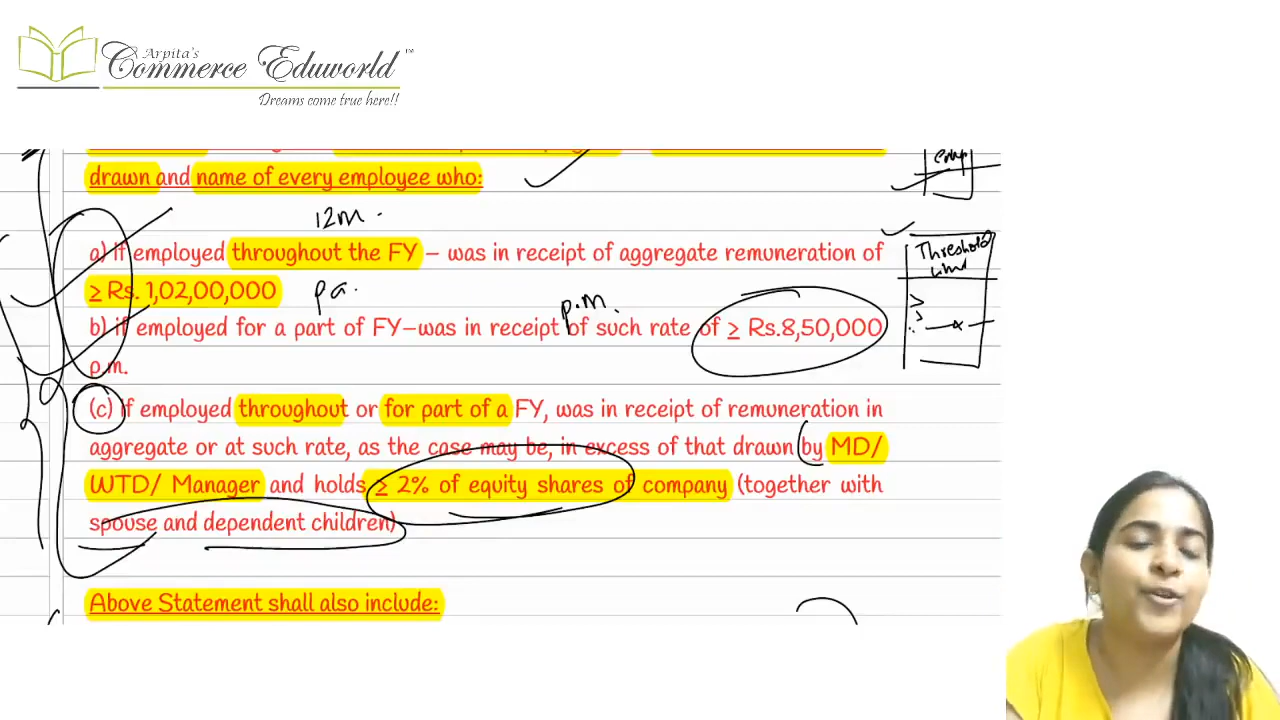 Arpita's
Commerce Eduworld™
Dreams come true here!!
Emp
drawn and name of every employee who:
12m.
a) if employed throughout the FY – was in receipt of aggregate remuneration of
Threshold
Limit
≥ Rs. 1,02,00,000
p a.
p.m.
b) if employed for a part of FY–was in receipt of such rate of ≥ Rs.8,50,000
p.m.
(c) if employed throughout or for part of a FY, was in receipt of remuneration in
aggregate or at such rate, as the case may be, in excess of that drawn by MD/
WTD/ Manager and holds ≥ 2% of equity shares of company (together with
spouse and dependent children)
Above Statement shall also include: